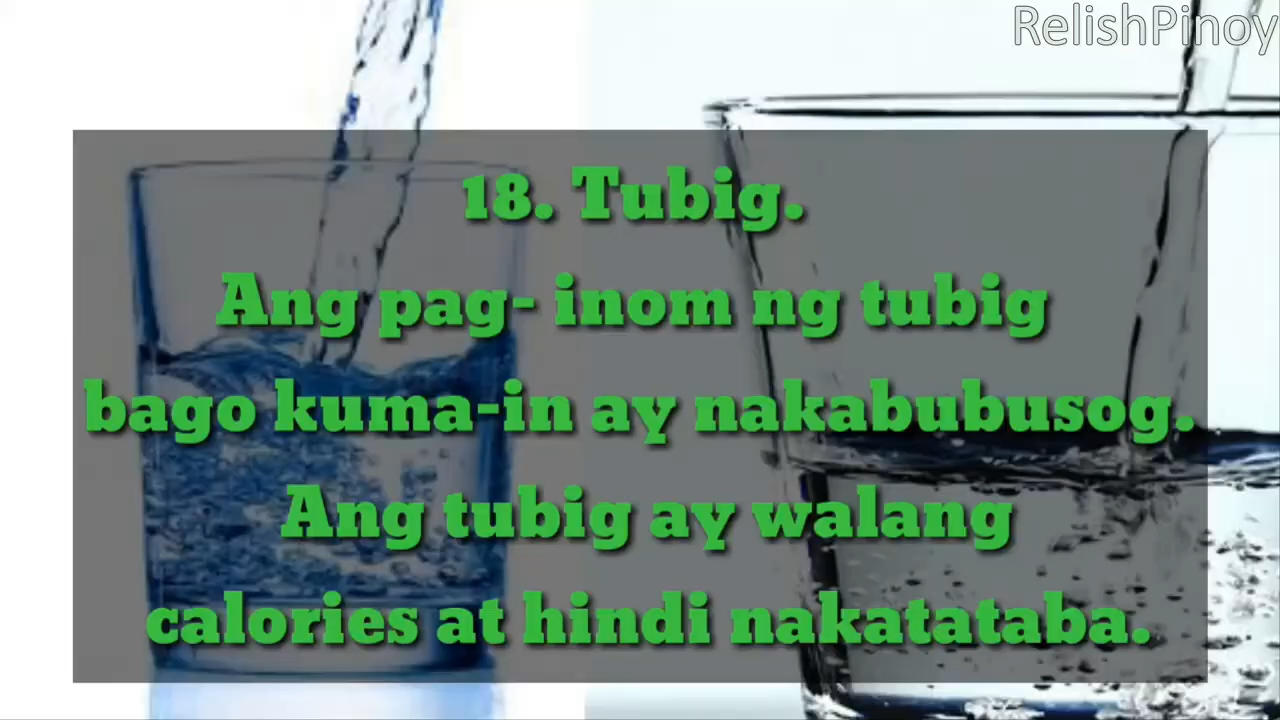 RelishPinoy
18. Tubig.
Ang pag- inom ng tubig
bago kuma-in ay nakabubusog.
Ang tubig ay walang
calories at hindi nakatataba.